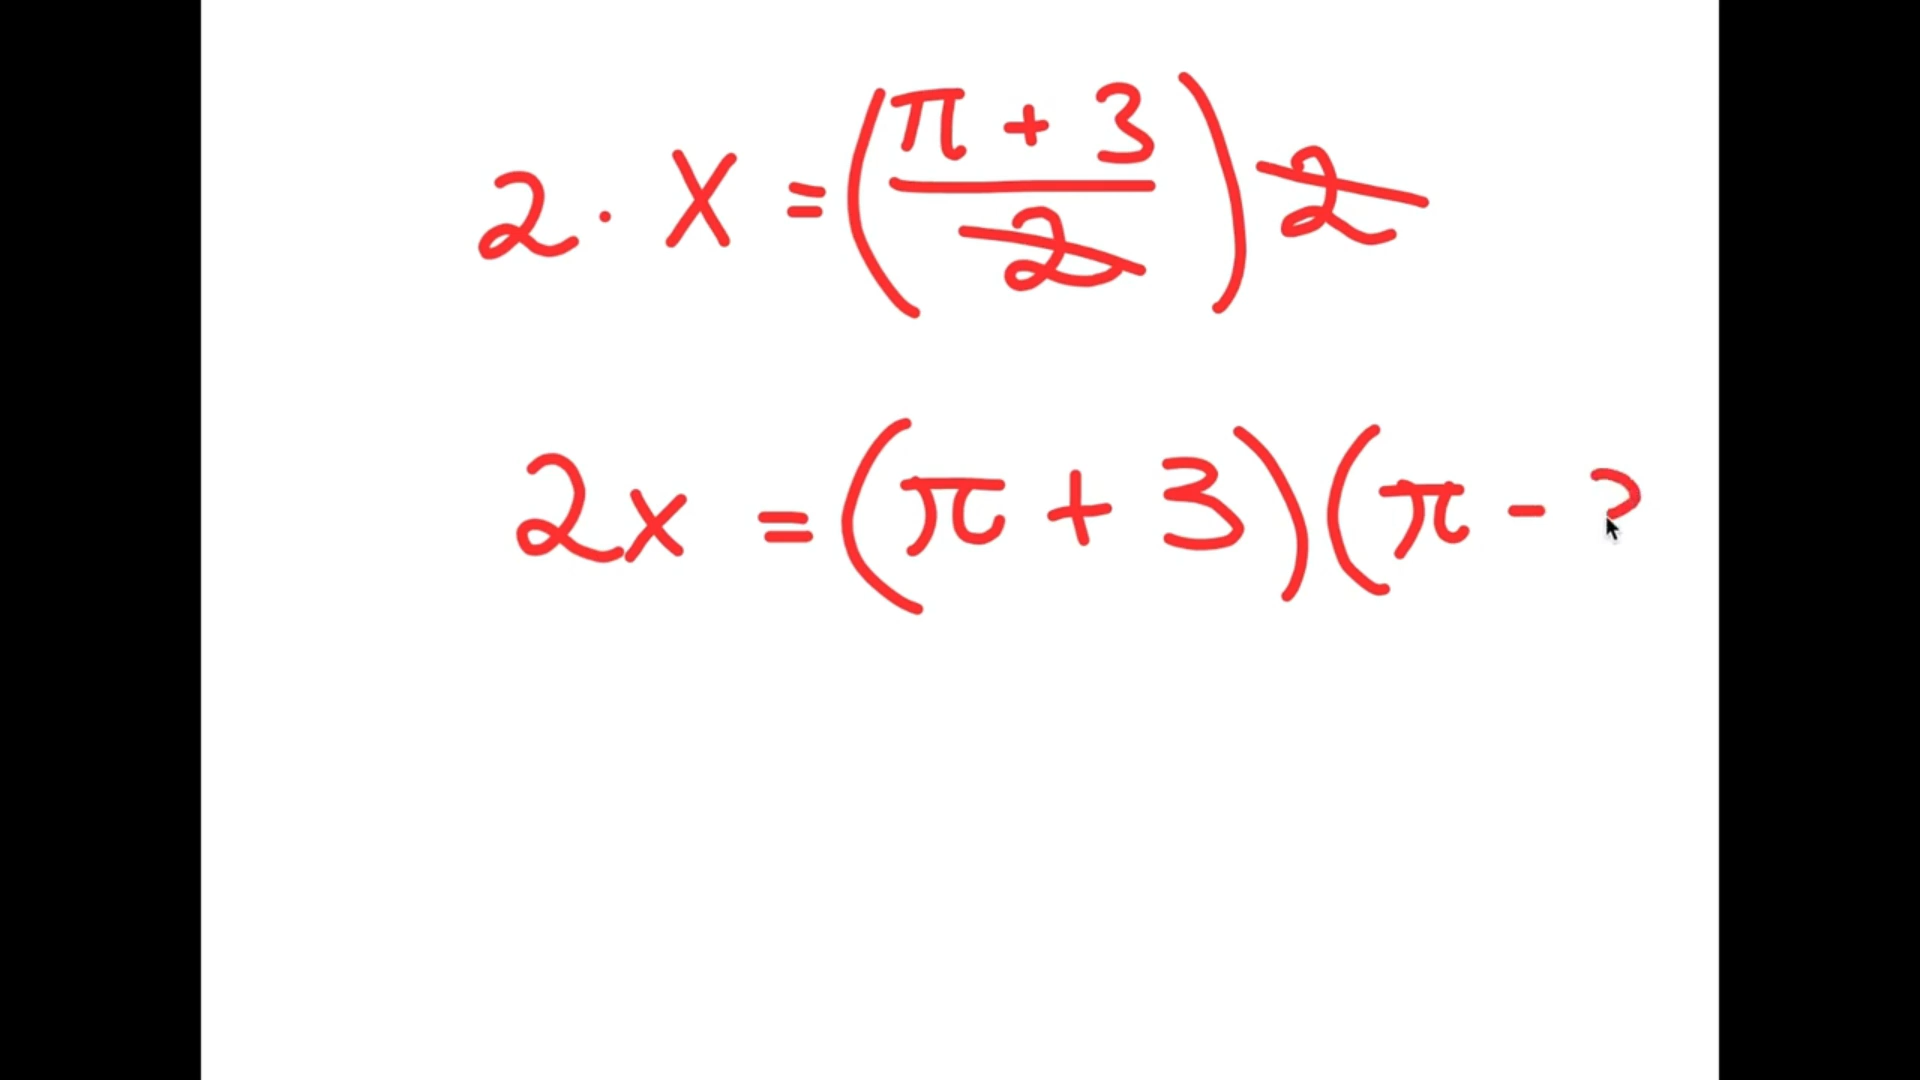 2 · x = (π + 3 / 2) 2
2x = (π + 3)(π -